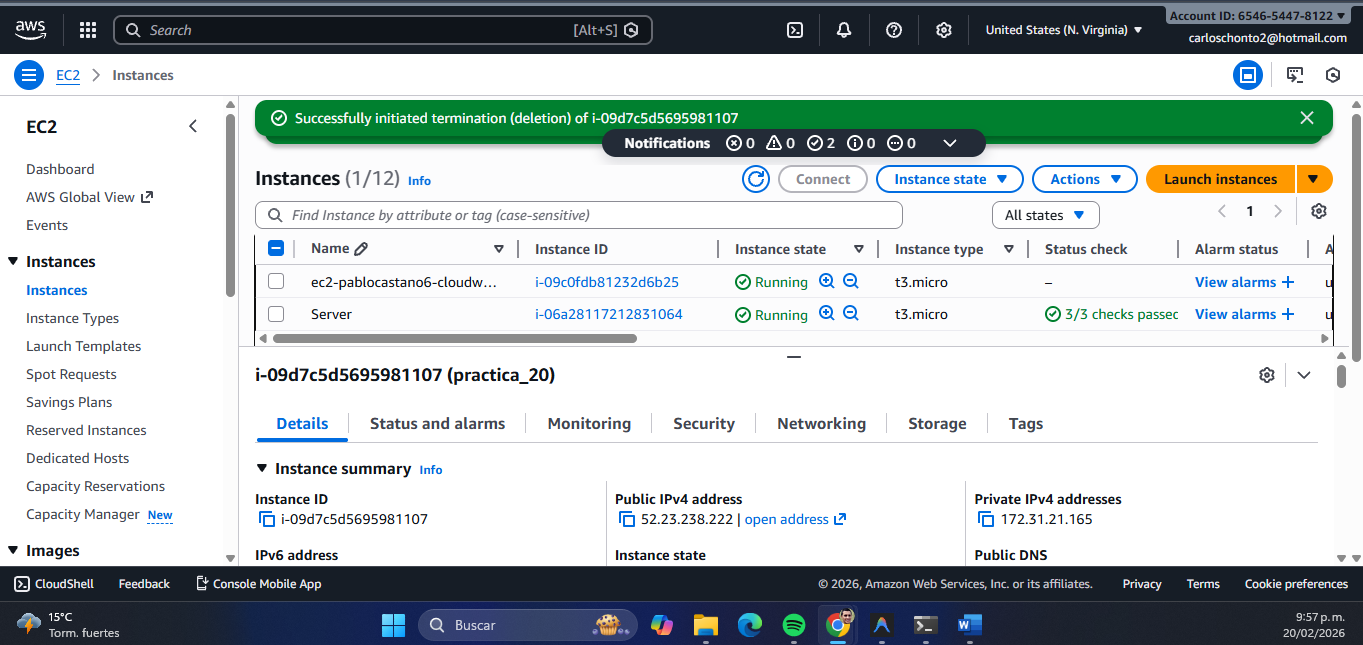 aws
Search
[Alt+S]
United States (N. Virginia)
Account ID: 6546-5447-8122
carloschonto2@hotmail.com
EC2
Instances
EC2
Dashboard
AWS Global View
Events
Instances
Instances
Instance Types
Launch Templates
Spot Requests
Savings Plans
Reserved Instances
Dedicated Hosts
Capacity Reservations
Capacity Manager New
Images
Successfully initiated termination (deletion) of i-09d7c5d5695981107
Notifications 0 0 2 0 0
Instances (1/12) Info
Connect
Instance state
Actions
Launch instances
Find Instance by attribute or tag (case-sensitive)
All states
1
Name Instance ID Instance state Instance type Status check Alarm status A
ec2-pablocastano6-cloudw... i-09c0fdb81232d6b25 Running t3.micro – View alarms + u
Server i-06a28117212831064 Running t3.micro 3/3 checks passec View alarms + u
i-09d7c5d5695981107 (practica_20)
Details Status and alarms Monitoring Security Networking Storage Tags
Instance summary Info
Instance ID
i-09d7c5d5695981107
Public IPv4 address
52.23.238.222 | open address
Private IPv4 addresses
172.31.21.165
IPv6 address
Instance state
Public DNS
CloudShell Feedback Console Mobile App
© 2026, Amazon Web Services, Inc. or its affiliates. Privacy Terms Cookie preferences
15°C
Torm. fuertes
Buscar
9:57 p. m.
20/02/2026